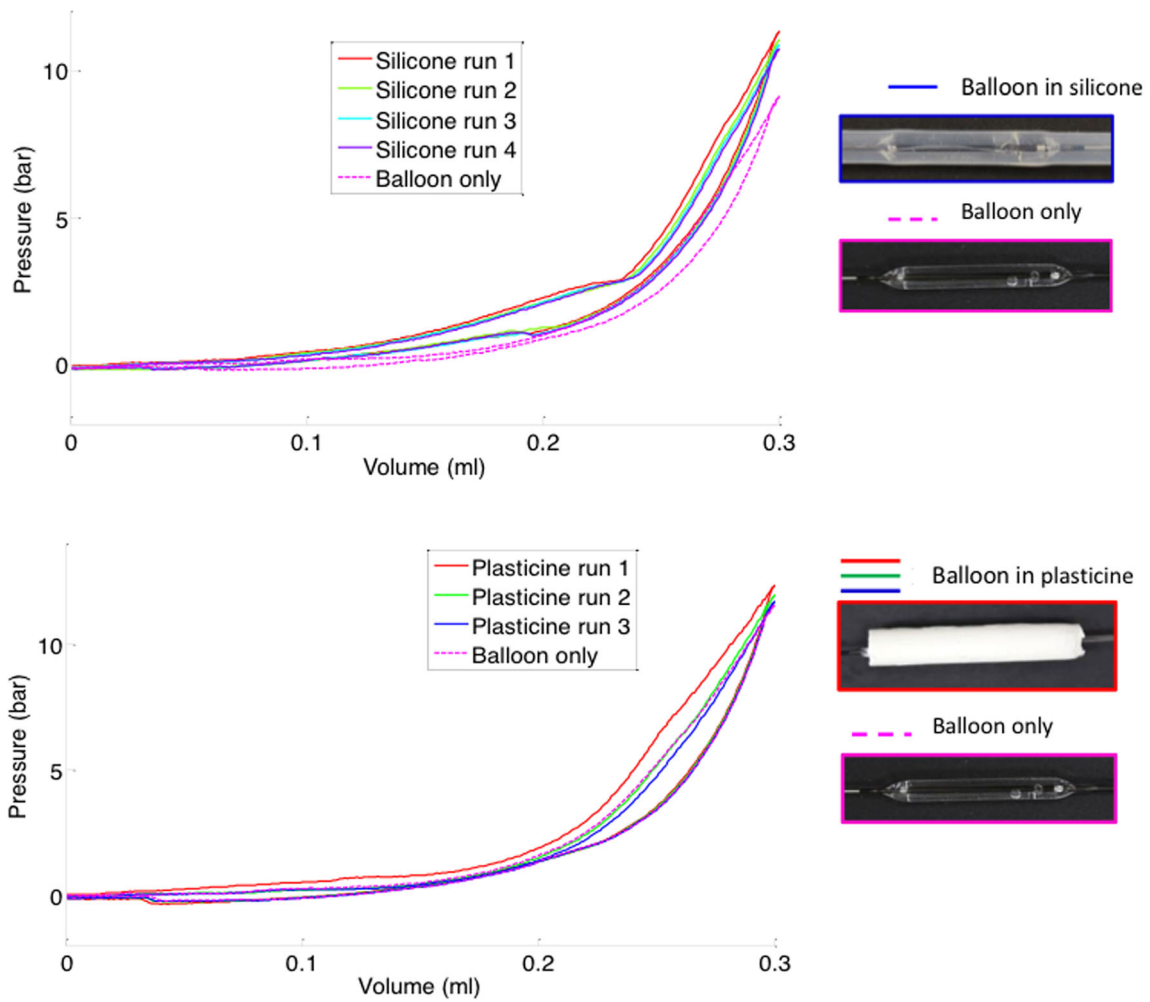 10
5
0
Pressure (bar)
Silicone run 1
Silicone run 2
Silicone run 3
Silicone run 4
Balloon only
0
0.1
0.2
0.3
Volume (ml)
Balloon in silicone
Balloon only
10
5
0
Pressure (bar)
Plasticine run 1
Plasticine run 2
Plasticine run 3
Balloon only
0
0.1
0.2
0.3
Volume (ml)
Balloon in plasticine
Balloon only